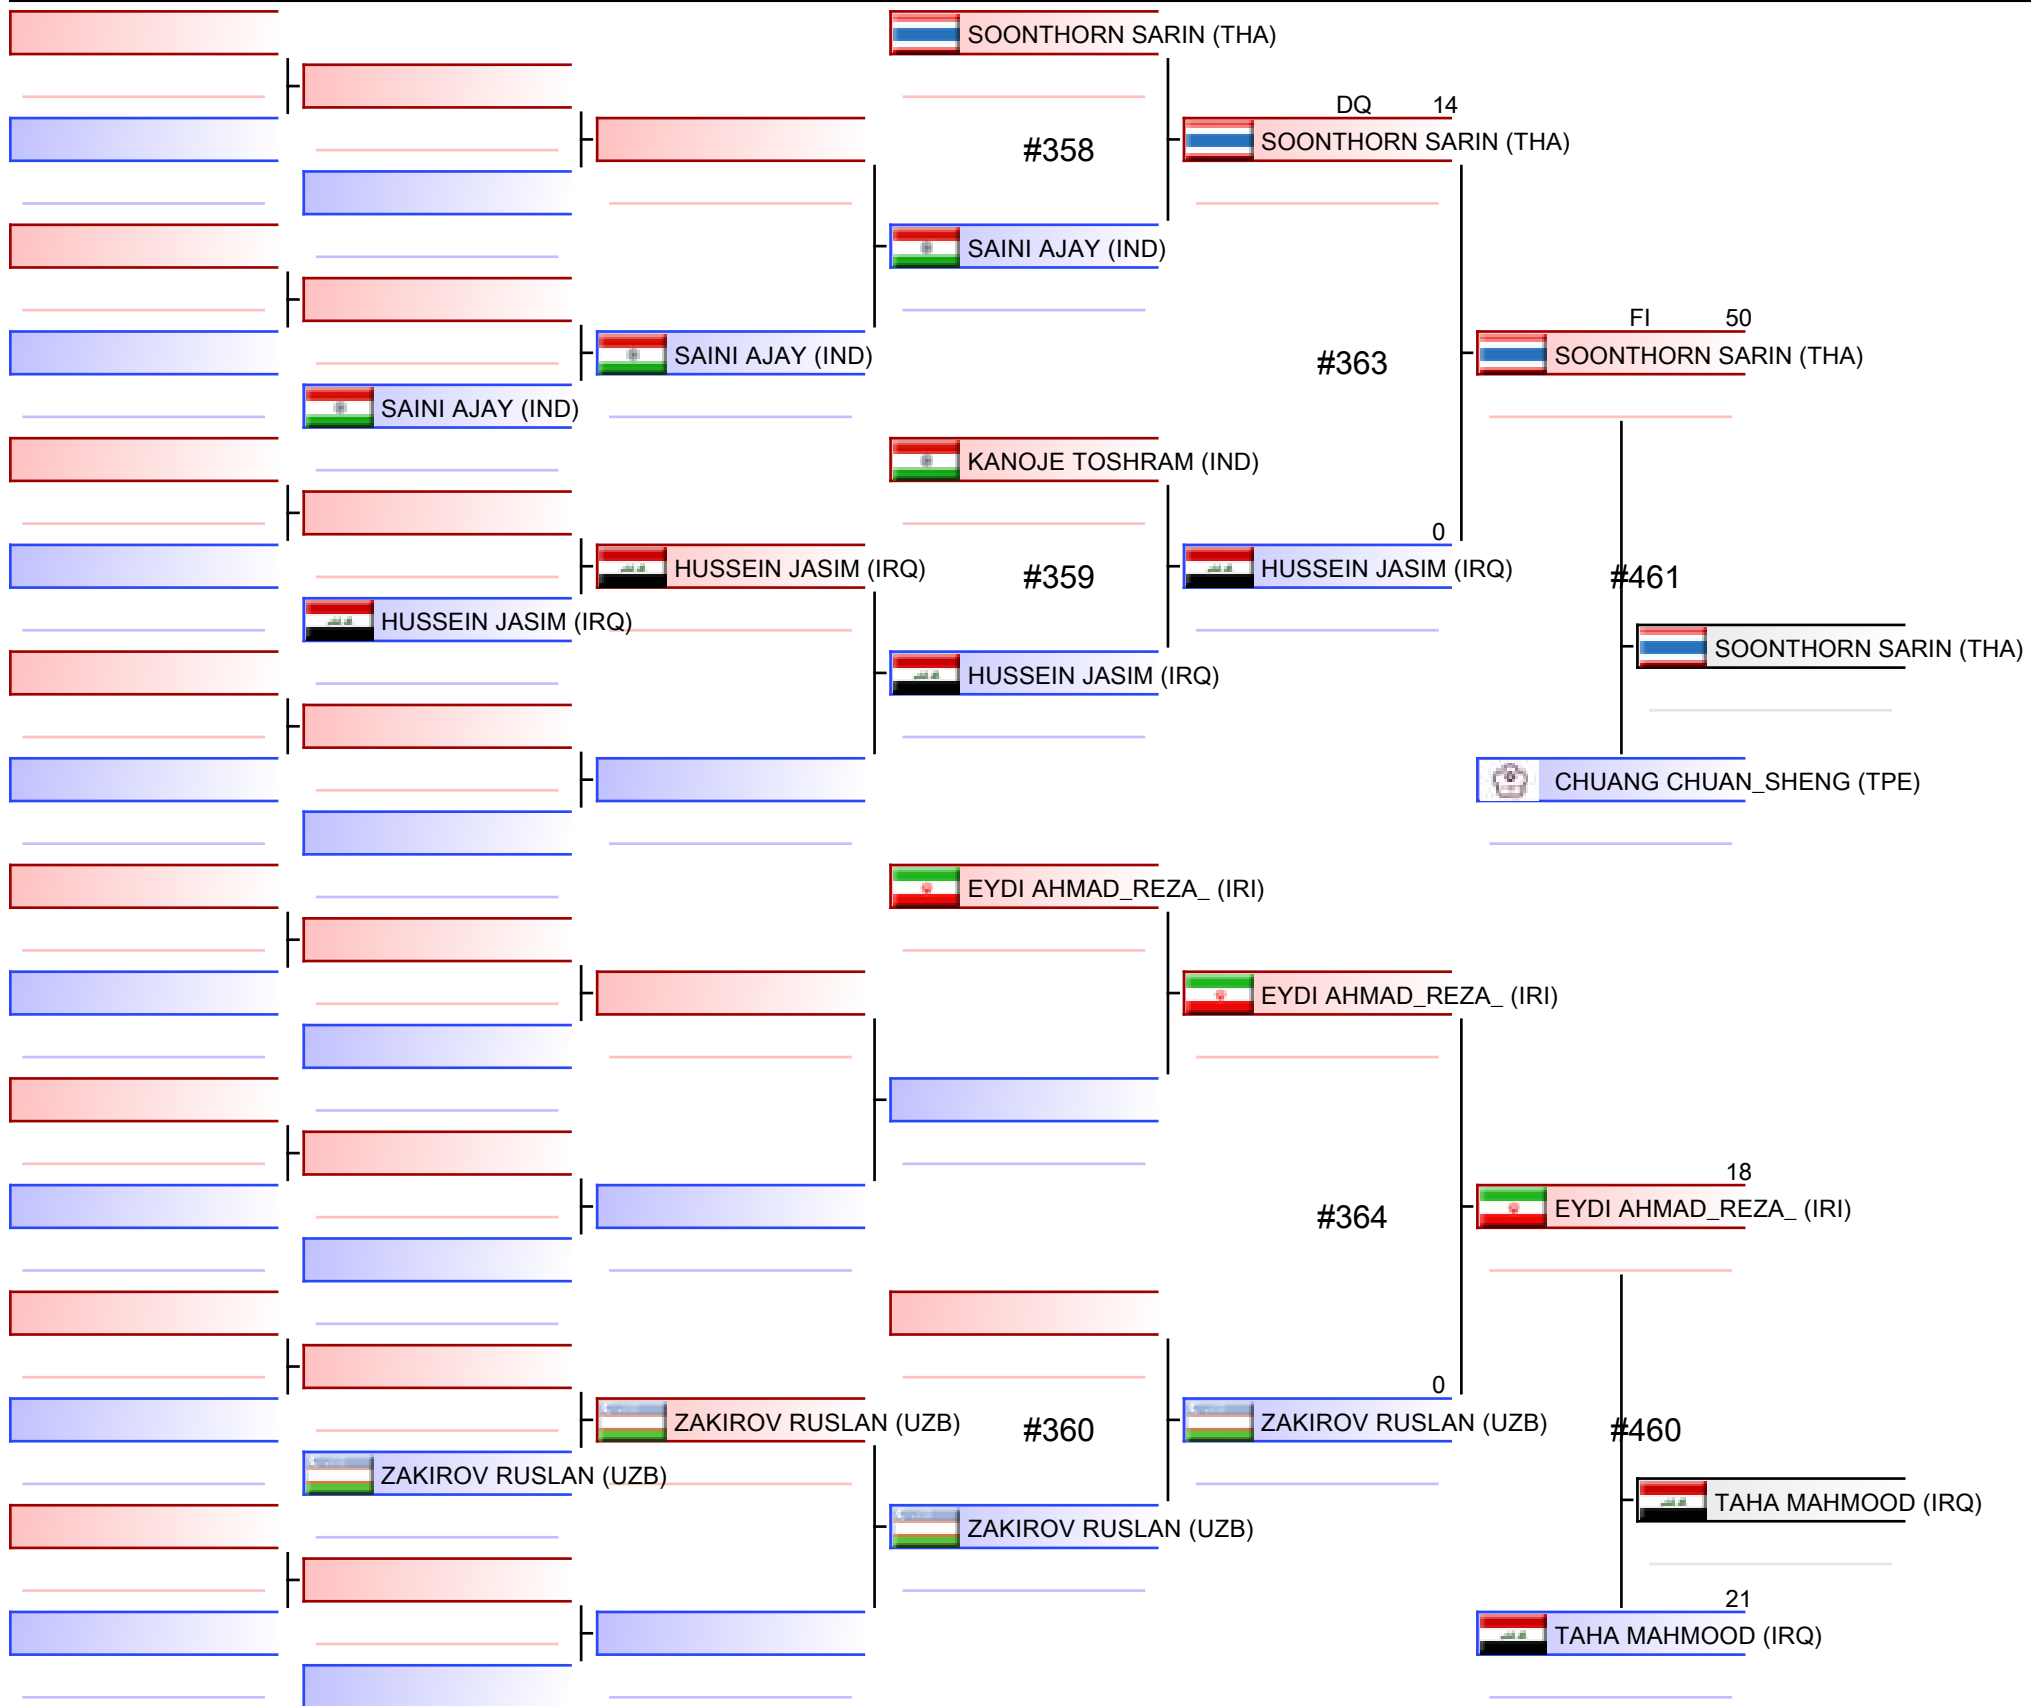 SOONTHORN SARIN (THA)
DQ 14
#358
SOONTHORN SARIN (THA)
SAINI AJAY (IND)
FI 50
SAINI AJAY (IND)
#363
SOONTHORN SARIN (THA)
SAINI AJAY (IND)
KANOJE TOSHRAM (IND)
0
HUSSEIN JASIM (IRQ)
#359
HUSSEIN JASIM (IRQ)
#461
HUSSEIN JASIM (IRQ)
SOONTHORN SARIN (THA)
HUSSEIN JASIM (IRQ)
CHUANG CHUAN_SHENG (TPE)
EYDI AHMAD_REZA_ (IRI)
EYDI AHMAD_REZA_ (IRI)
18
#364
EYDI AHMAD_REZA_ (IRI)
0
ZAKIROV RUSLAN (UZB)
#360
ZAKIROV RUSLAN (UZB)
#460
ZAKIROV RUSLAN (UZB)
TAHA MAHMOOD (IRQ)
ZAKIROV RUSLAN (UZB)
21
TAHA MAHMOOD (IRQ)